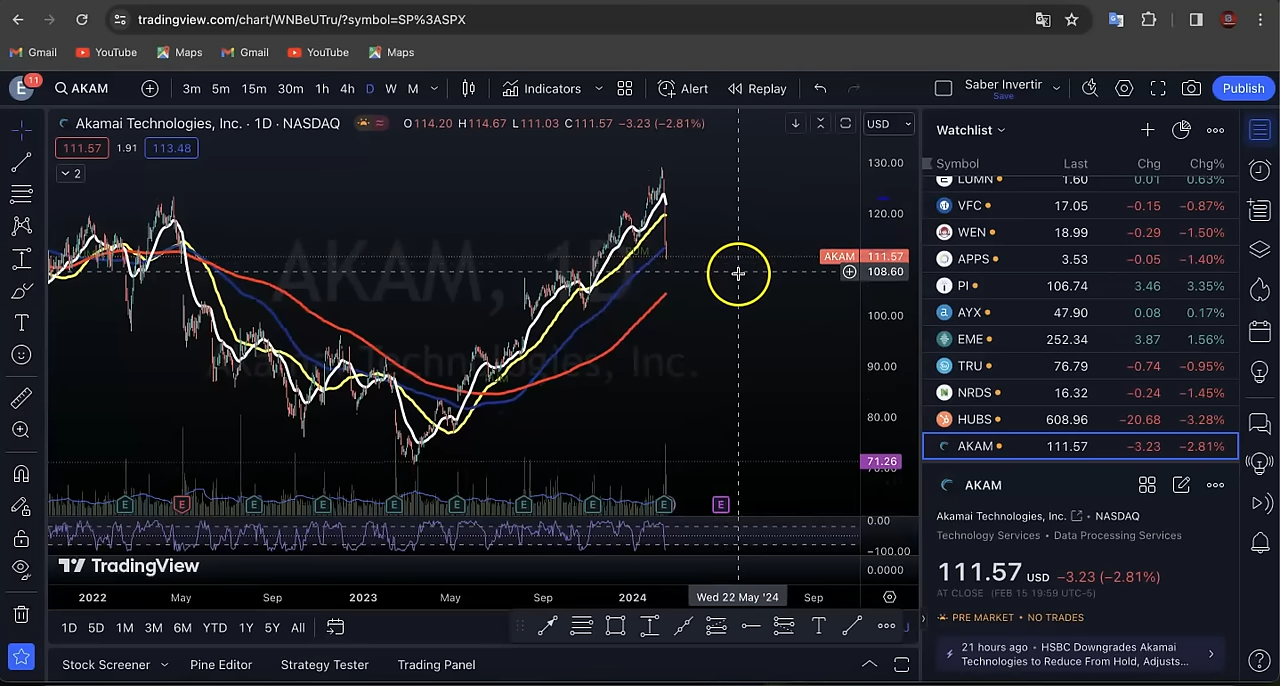 tradingview.com/chart/WNBeUTru/?symbol=SP%3ASPX
Gmail YouTube Maps Gmail YouTube Maps
E 11 AKAM 3m 5m 15m 30m 1h 4h D W M Indicators Alert Replay Saber Invertir Save Publish
Akamai Technologies, Inc. · 1D · NASDAQ O114.20 H114.67 L111.03 C111.57 −3.23 (−2.81%) USD
111.57 1.91 113.48
2
AKAM, 1D
Akamai Technologies, Inc.
130.00
120.00
AKAM 111.57
108.60
100.00
90.00
80.00
71.26
E E E E E E E E E E
0.00
−100.00
0.0000
TradingView
2022 May Sep 2023 May Sep 2024 Wed 22 May '24 Sep
1D 5D 1M 3M 6M YTD 1Y 5Y All
Stock Screener Pine Editor Strategy Tester Trading Panel
Watchlist
Symbol Last Chg Chg%
LUMN 1.60 0.01 0.63%
VFC 17.05 −0.15 −0.87%
WEN 18.99 −0.29 −1.50%
APPS 3.53 −0.05 −1.40%
PI 106.74 3.46 3.35%
AYX 47.90 0.08 0.17%
EME 252.34 3.87 1.56%
TRU 76.79 −0.74 −0.95%
NRDS 16.32 −0.24 −1.45%
HUBS 608.96 −20.68 −3.28%
AKAM 111.57 −3.23 −2.81%
AKAM
Akamai Technologies, Inc. • NASDAQ
Technology Services • Data Processing Services
111.57 USD −3.23 (−2.81%)
AT CLOSE (FEB 15 19:59 UTC-5)
PRE MARKET • NO TRADES
21 hours ago • HSBC Downgrades Akamai
Technologies to Reduce From Hold, Adjusts...